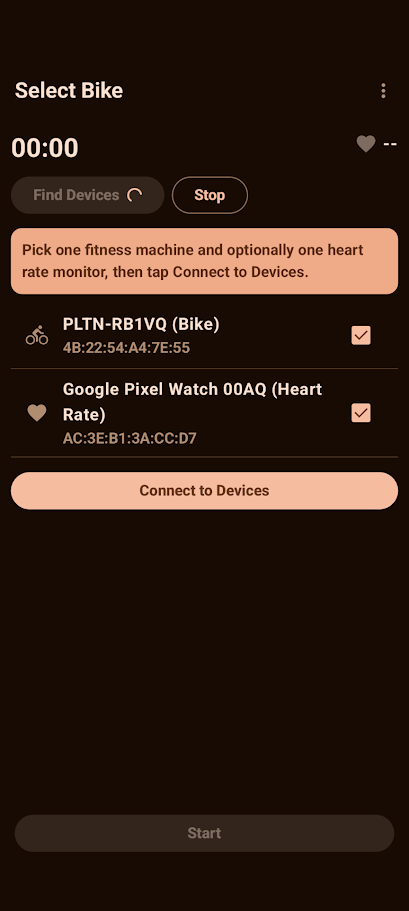 Select Bike
00:00
--
Find Devices
Stop
Pick one fitness machine and optionally one heart
rate monitor, then tap Connect to Devices.
PLTN-RB1VQ (Bike)
4B:22:54:A4:7E:55
Google Pixel Watch 00AQ (Heart
Rate)
AC:3E:B1:3A:CC:D7
Connect to Devices
Start